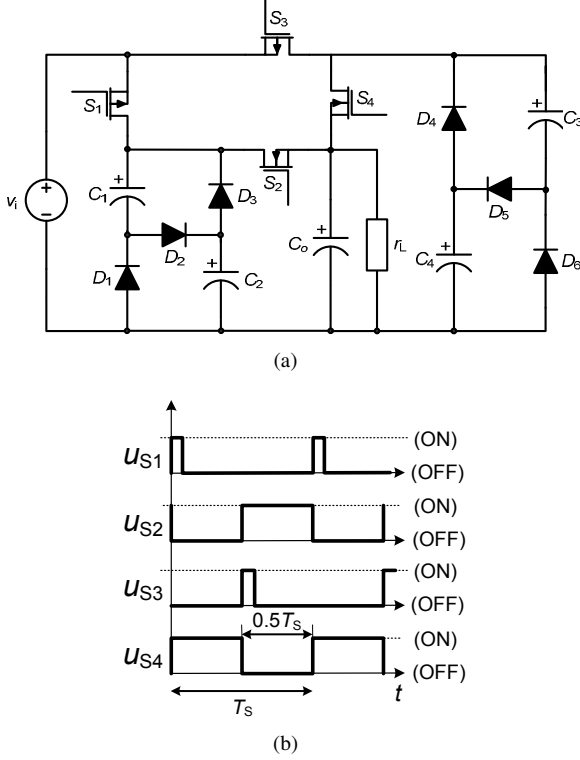 S3
S1
S4
D4
C3
+
S2
C1
+
D3
vi
+
−
D5
D2
Co
+
rL
C4
+
D1
C2
+
D6
(a)
uS1
(ON)
(OFF)
uS2
(ON)
(OFF)
uS3
(ON)
(OFF)
0.5TS
uS4
(ON)
(OFF)
TS
t
(b)